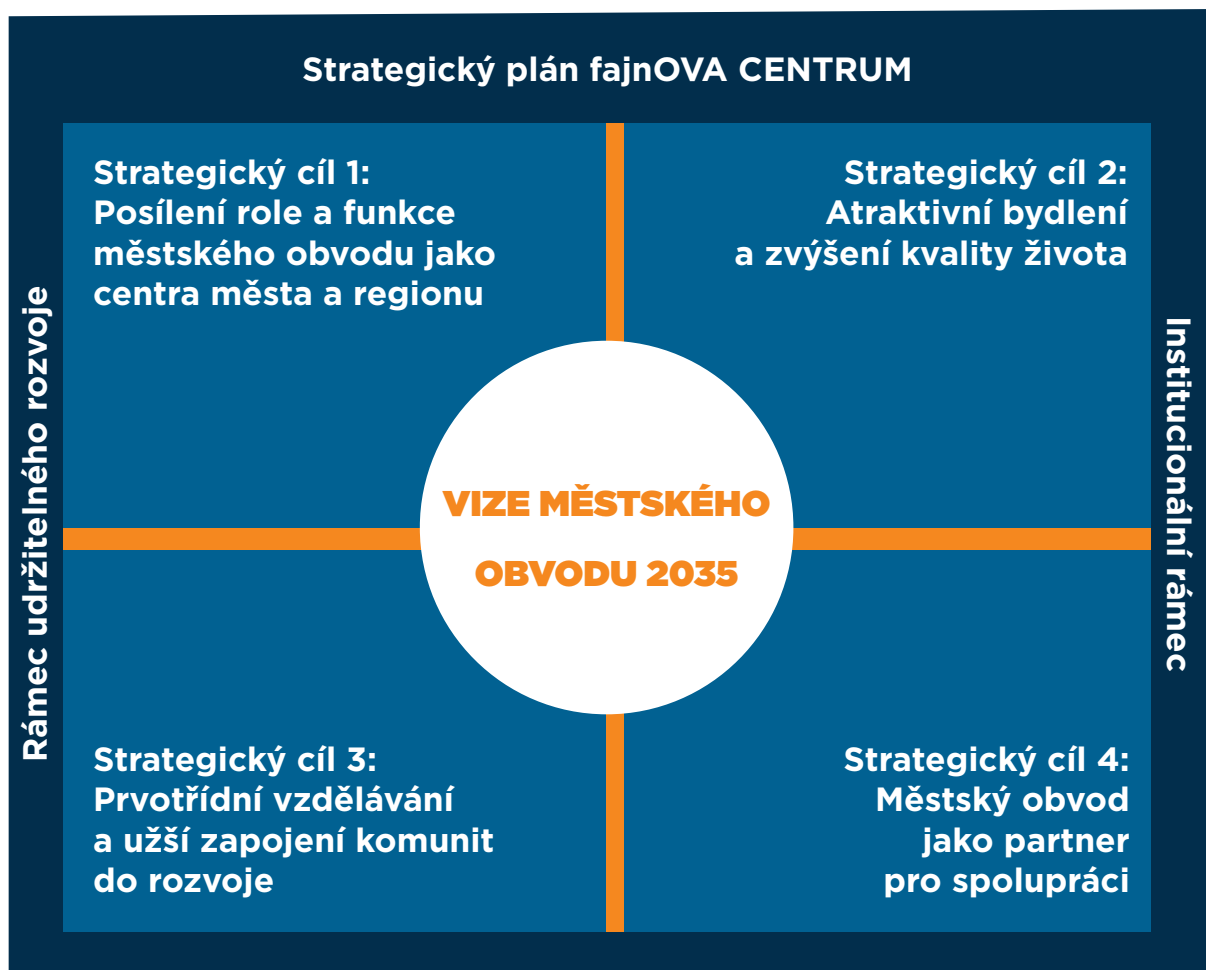 Strategický plán fajnOVA CENTRUM
Rámec udržitelného rozvoje
Strategický cíl 1:
Posílení role a funkce
městského obvodu jako
centra města a regionu
Strategický cíl 2:
Atraktivní bydlení
a zvýšení kvality života
Institucionální rámec
VIZE MĚSTSKÉHO
OBVODU 2035
Strategický cíl 3:
Prvotřídní vzdělávání
a užší zapojení komunit
do rozvoje
Strategický cíl 4:
Městský obvod
jako partner
pro spolupráci